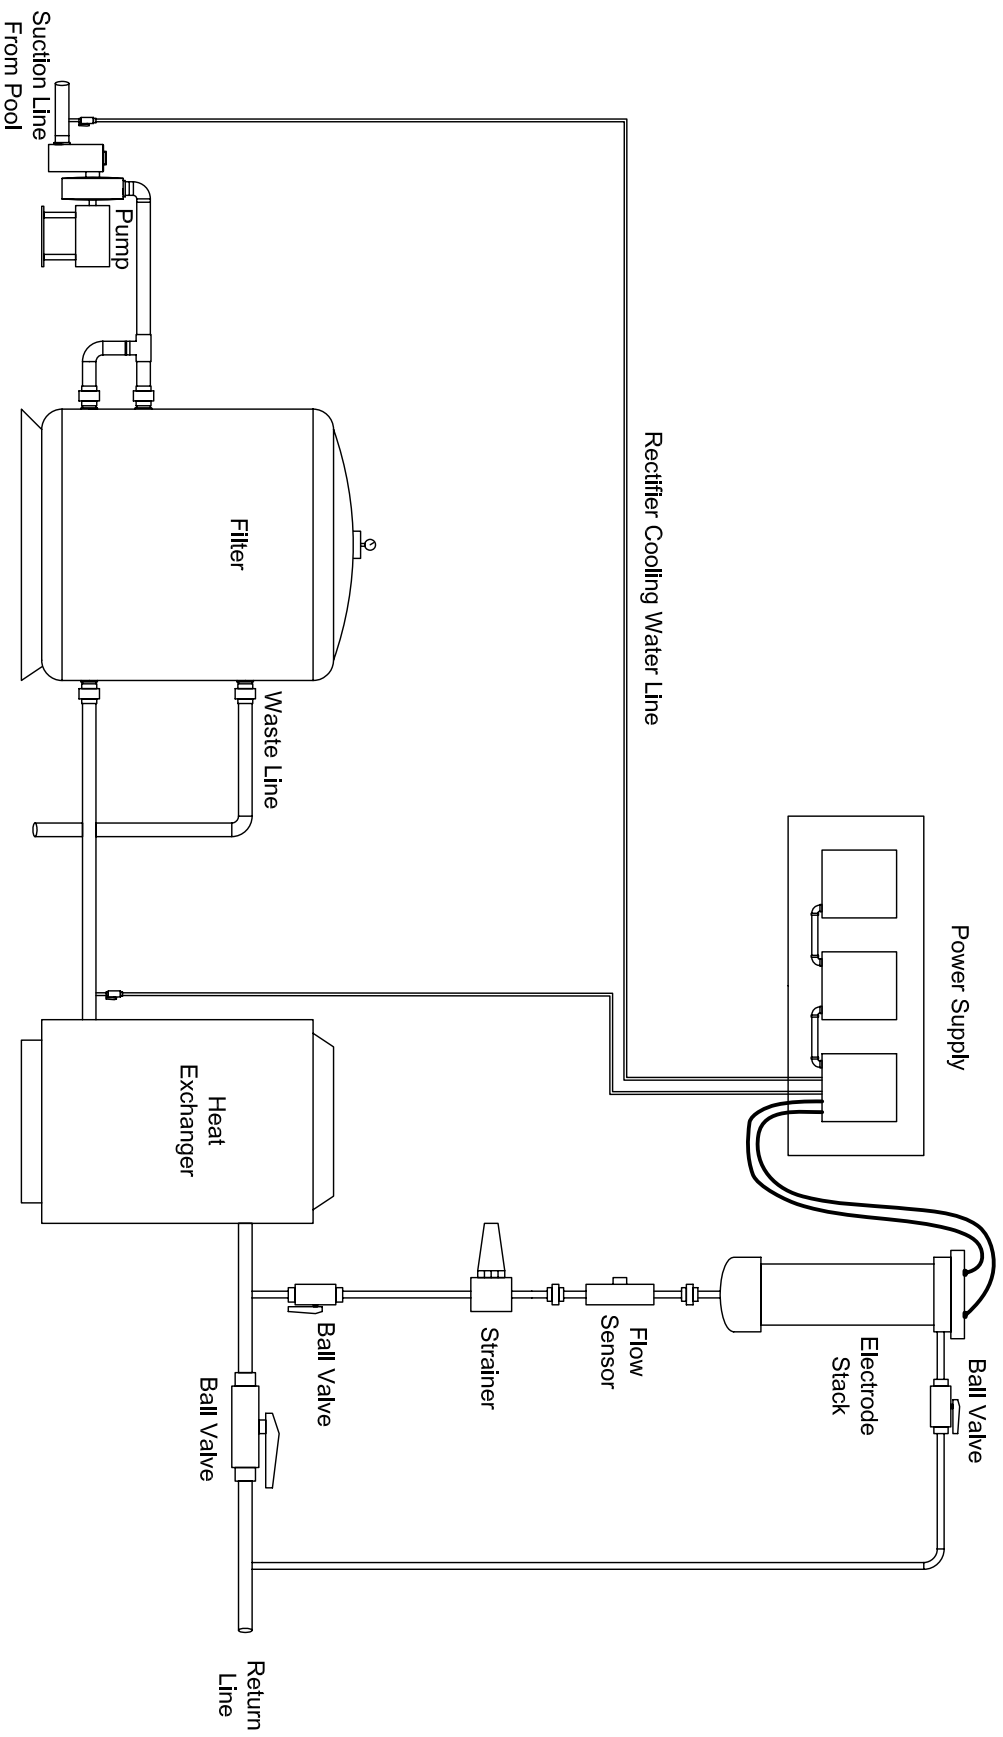 Power Supply
Ball Valve
Electrode
Stack
Rectifier Cooling Water Line
Flow
Sensor
Strainer
Ball Valve
Waste Line
Filter
Heat
Exchanger
Ball Valve
Return
Line
Pump
Suction Line
From Pool